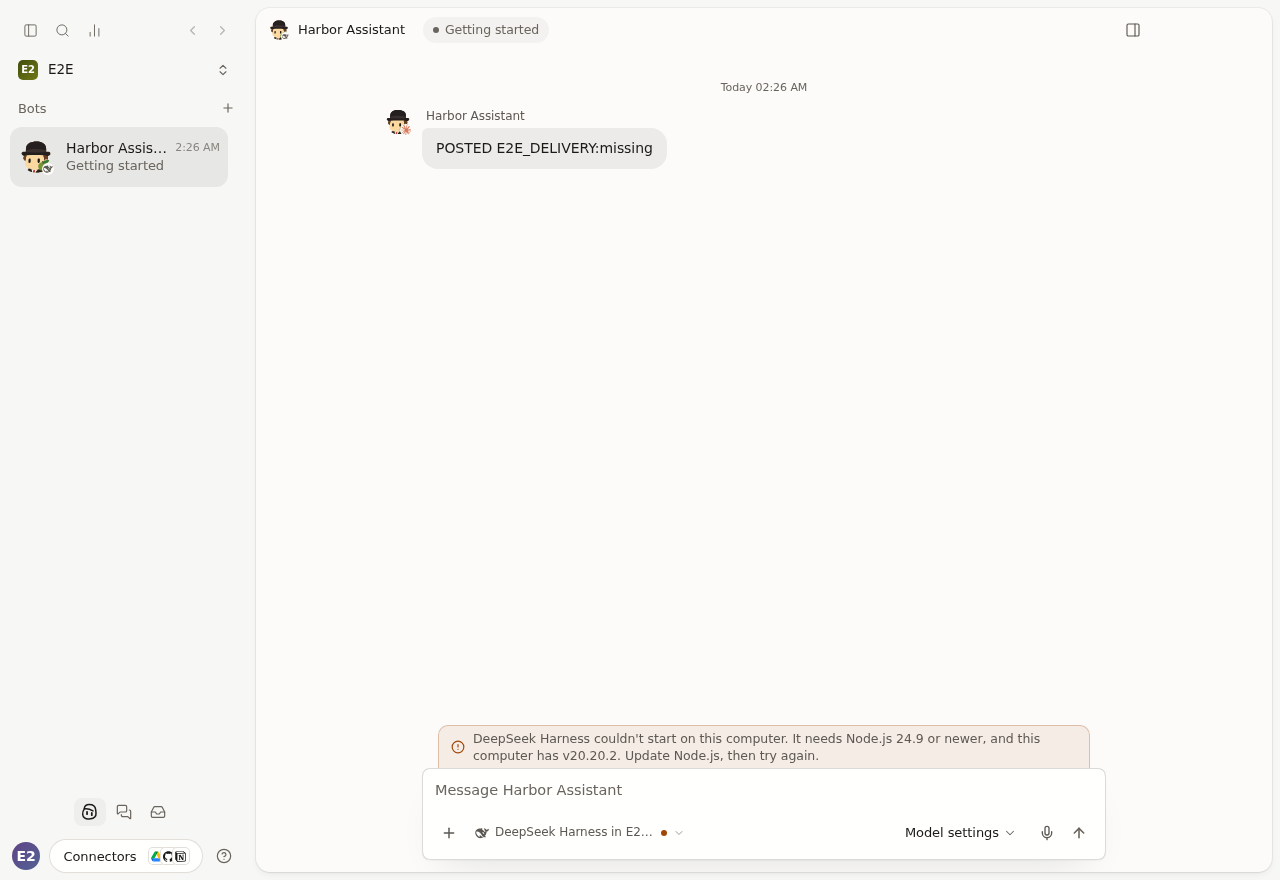 Harbor Assistant
Getting started
E2
E2E
Bots
Harbor Assis...
2:26 AM
Getting started
Today 02:26 AM
Harbor Assistant
POSTED E2E_DELIVERY:missing
DeepSeek Harness couldn't start on this computer. It needs Node.js 24.9 or newer, and this
computer has v20.20.2. Update Node.js, then try again.
Message Harbor Assistant
DeepSeek Harness in E2...
Model settings
E2
Connectors